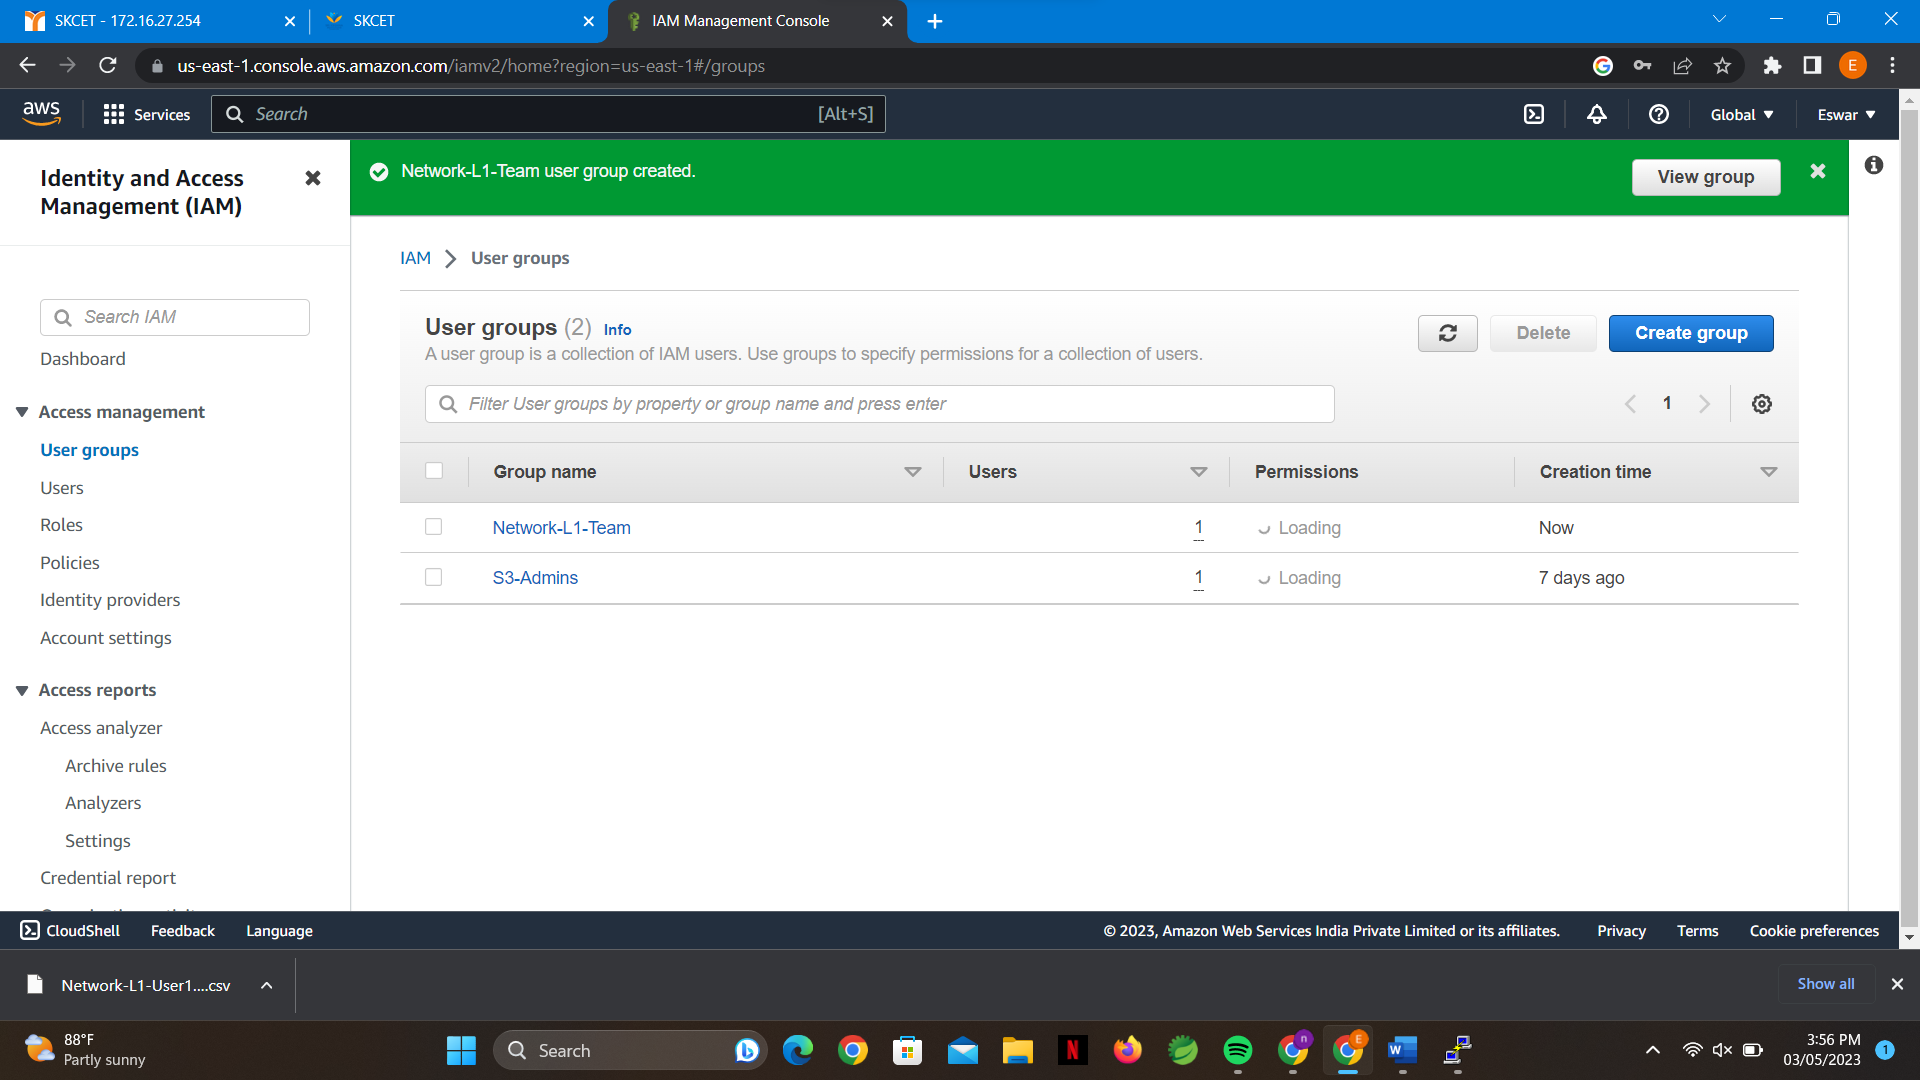 SKCET - 172.16.27.254
SKCET
IAM Management Console
us-east-1.console.aws.amazon.com/iamv2/home?region=us-east-1#/groups
E
aws
Services
Search
[Alt+S]
Global
Eswar
Identity and Access
Management (IAM)
Search IAM
Dashboard
Access management
User groups
Users
Roles
Policies
Identity providers
Account settings
Access reports
Access analyzer
Archive rules
Analyzers
Settings
Credential report
Network-L1-Team user group created.
View group
IAM
User groups
User groups (2) Info
A user group is a collection of IAM users. Use groups to specify permissions for a collection of users.
Delete
Create group
Filter User groups by property or group name and press enter
1
Group name Users Permissions Creation time
Network-L1-Team 1 Loading Now
S3-Admins 1 Loading 7 days ago
CloudShell Feedback Language © 2023, Amazon Web Services India Private Limited or its affiliates. Privacy Terms Cookie preferences
Network-L1-User1....csv
Show all
88°F
Partly sunny
Search
N
n
E
W
3:56 PM
03/05/2023
1